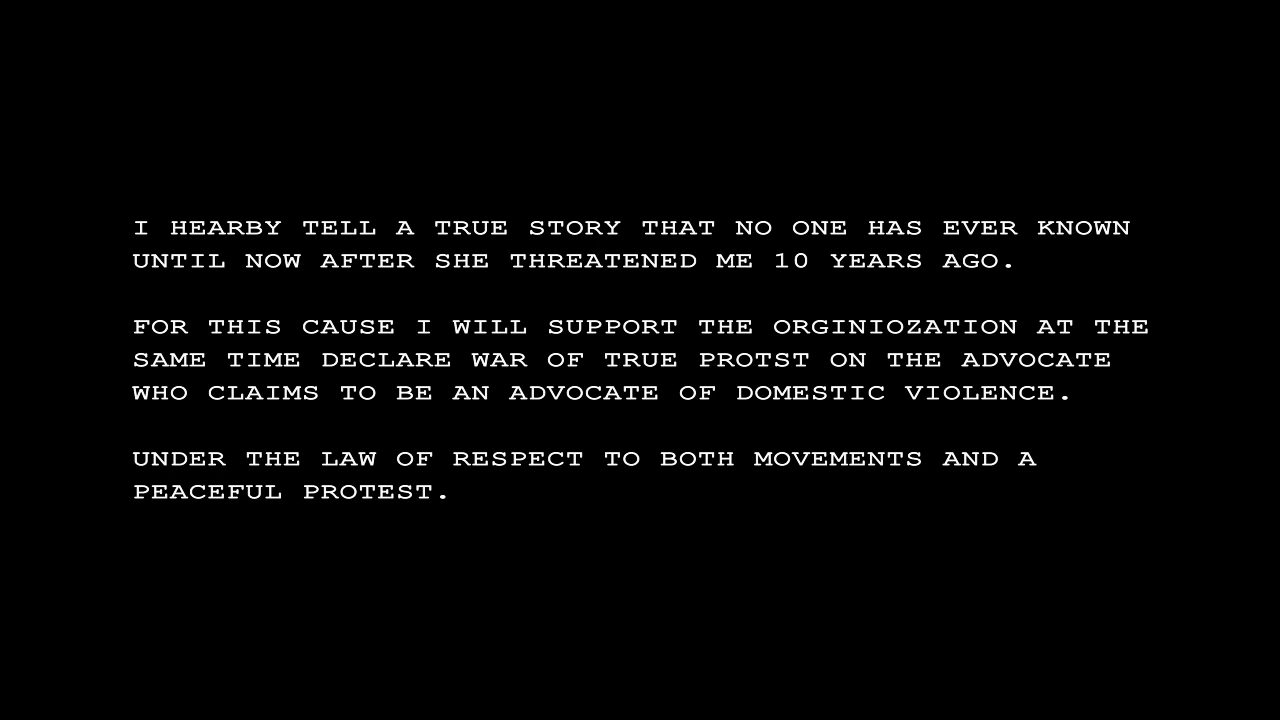 I HEARBY TELL A TRUE STORY THAT NO ONE HAS EVER KNOWN
UNTIL NOW AFTER SHE THREATENED ME 10 YEARS AGO.
FOR THIS CAUSE I WILL SUPPORT THE ORGINIOZATION AT THE
SAME TIME DECLARE WAR OF TRUE PROTST ON THE ADVOCATE
WHO CLAIMS TO BE AN ADVOCATE OF DOMESTIC VIOLENCE.
UNDER THE LAW OF RESPECT TO BOTH MOVEMENTS AND A
PEACEFUL PROTEST.